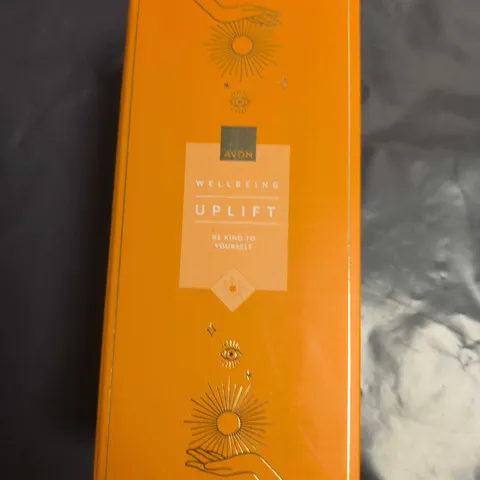 AVON
WELLBEING
UPLIFT
BE KIND TO
YOURSELF